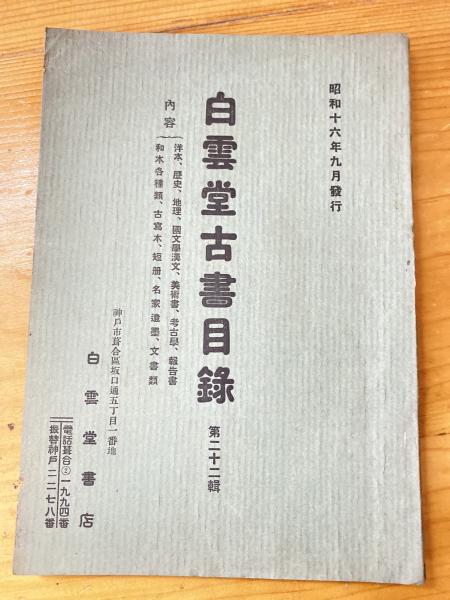 昭和十六年九月發行
白雲堂古書目錄 第二十二輯
內容
洋本、歷史、地理、國文學漢文、美術書、考古學、報告書
和本各種類、古寫本、短册、名家遺墨、文書類
神戶市葺合區坂口通五丁目一番地
白雲堂書店
電話葺合②一九九四番
振替神戶一二二七八番